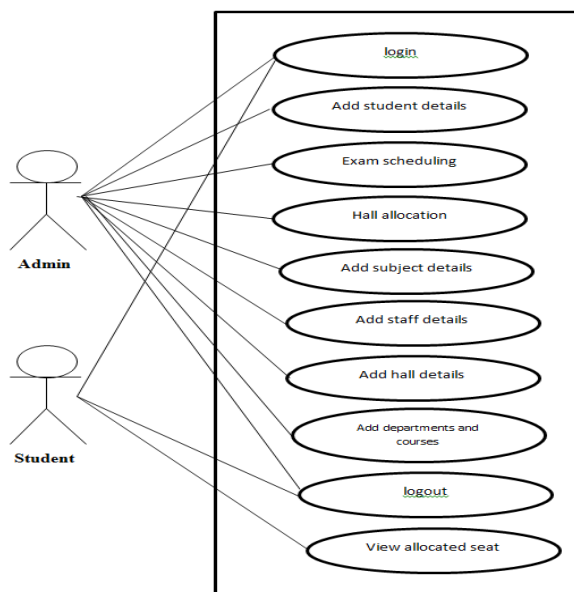 login
Add student details
Exam scheduling
Hall allocation
Admin
Add subject details
Add staff details
Add hall details
Student
Add departments and
courses
logout
View allocated seat